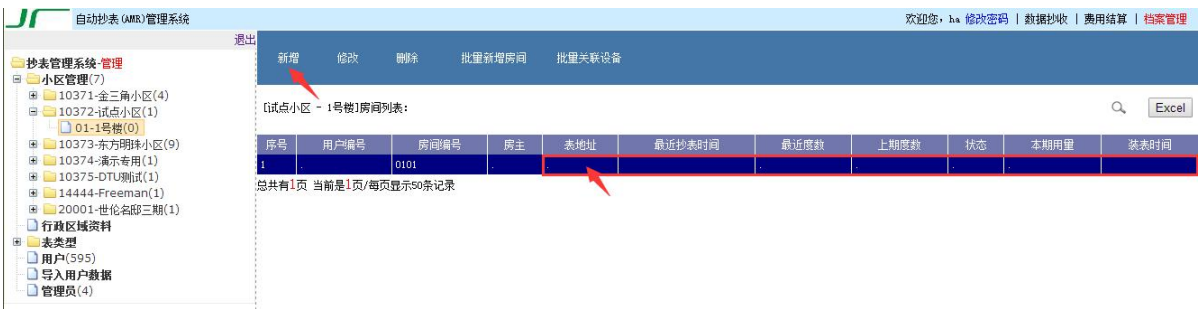 自动抄表(AMR)管理系统
欢迎您，ha 修改密码 | 数据抄收 | 费用结算 | 档案管理
退出
抄表管理系统-管理
小区管理(7)
10371-金三角小区(4)
10372-试点小区(1)
01-1号楼(0)
10373-东方明珠小区(9)
10374-演示专用(1)
10375-DTU测试(1)
14444-Freeman(1)
20001-世伦名邸三期(1)
行政区域资料
表类型
用户(595)
导入用户数据
管理员(4)
新增 修改 删除 批量新增房间 批量关联设备
[试点小区 - 1号楼]房间列表：
Excel
序号 用户编号 房间编号 房主 表地址 最近抄表时间 最近度数 上期度数 状态 本期用量 装表时间
1 . 0101 . . . . . .
总共有1页 当前是1页/每页显示50条记录